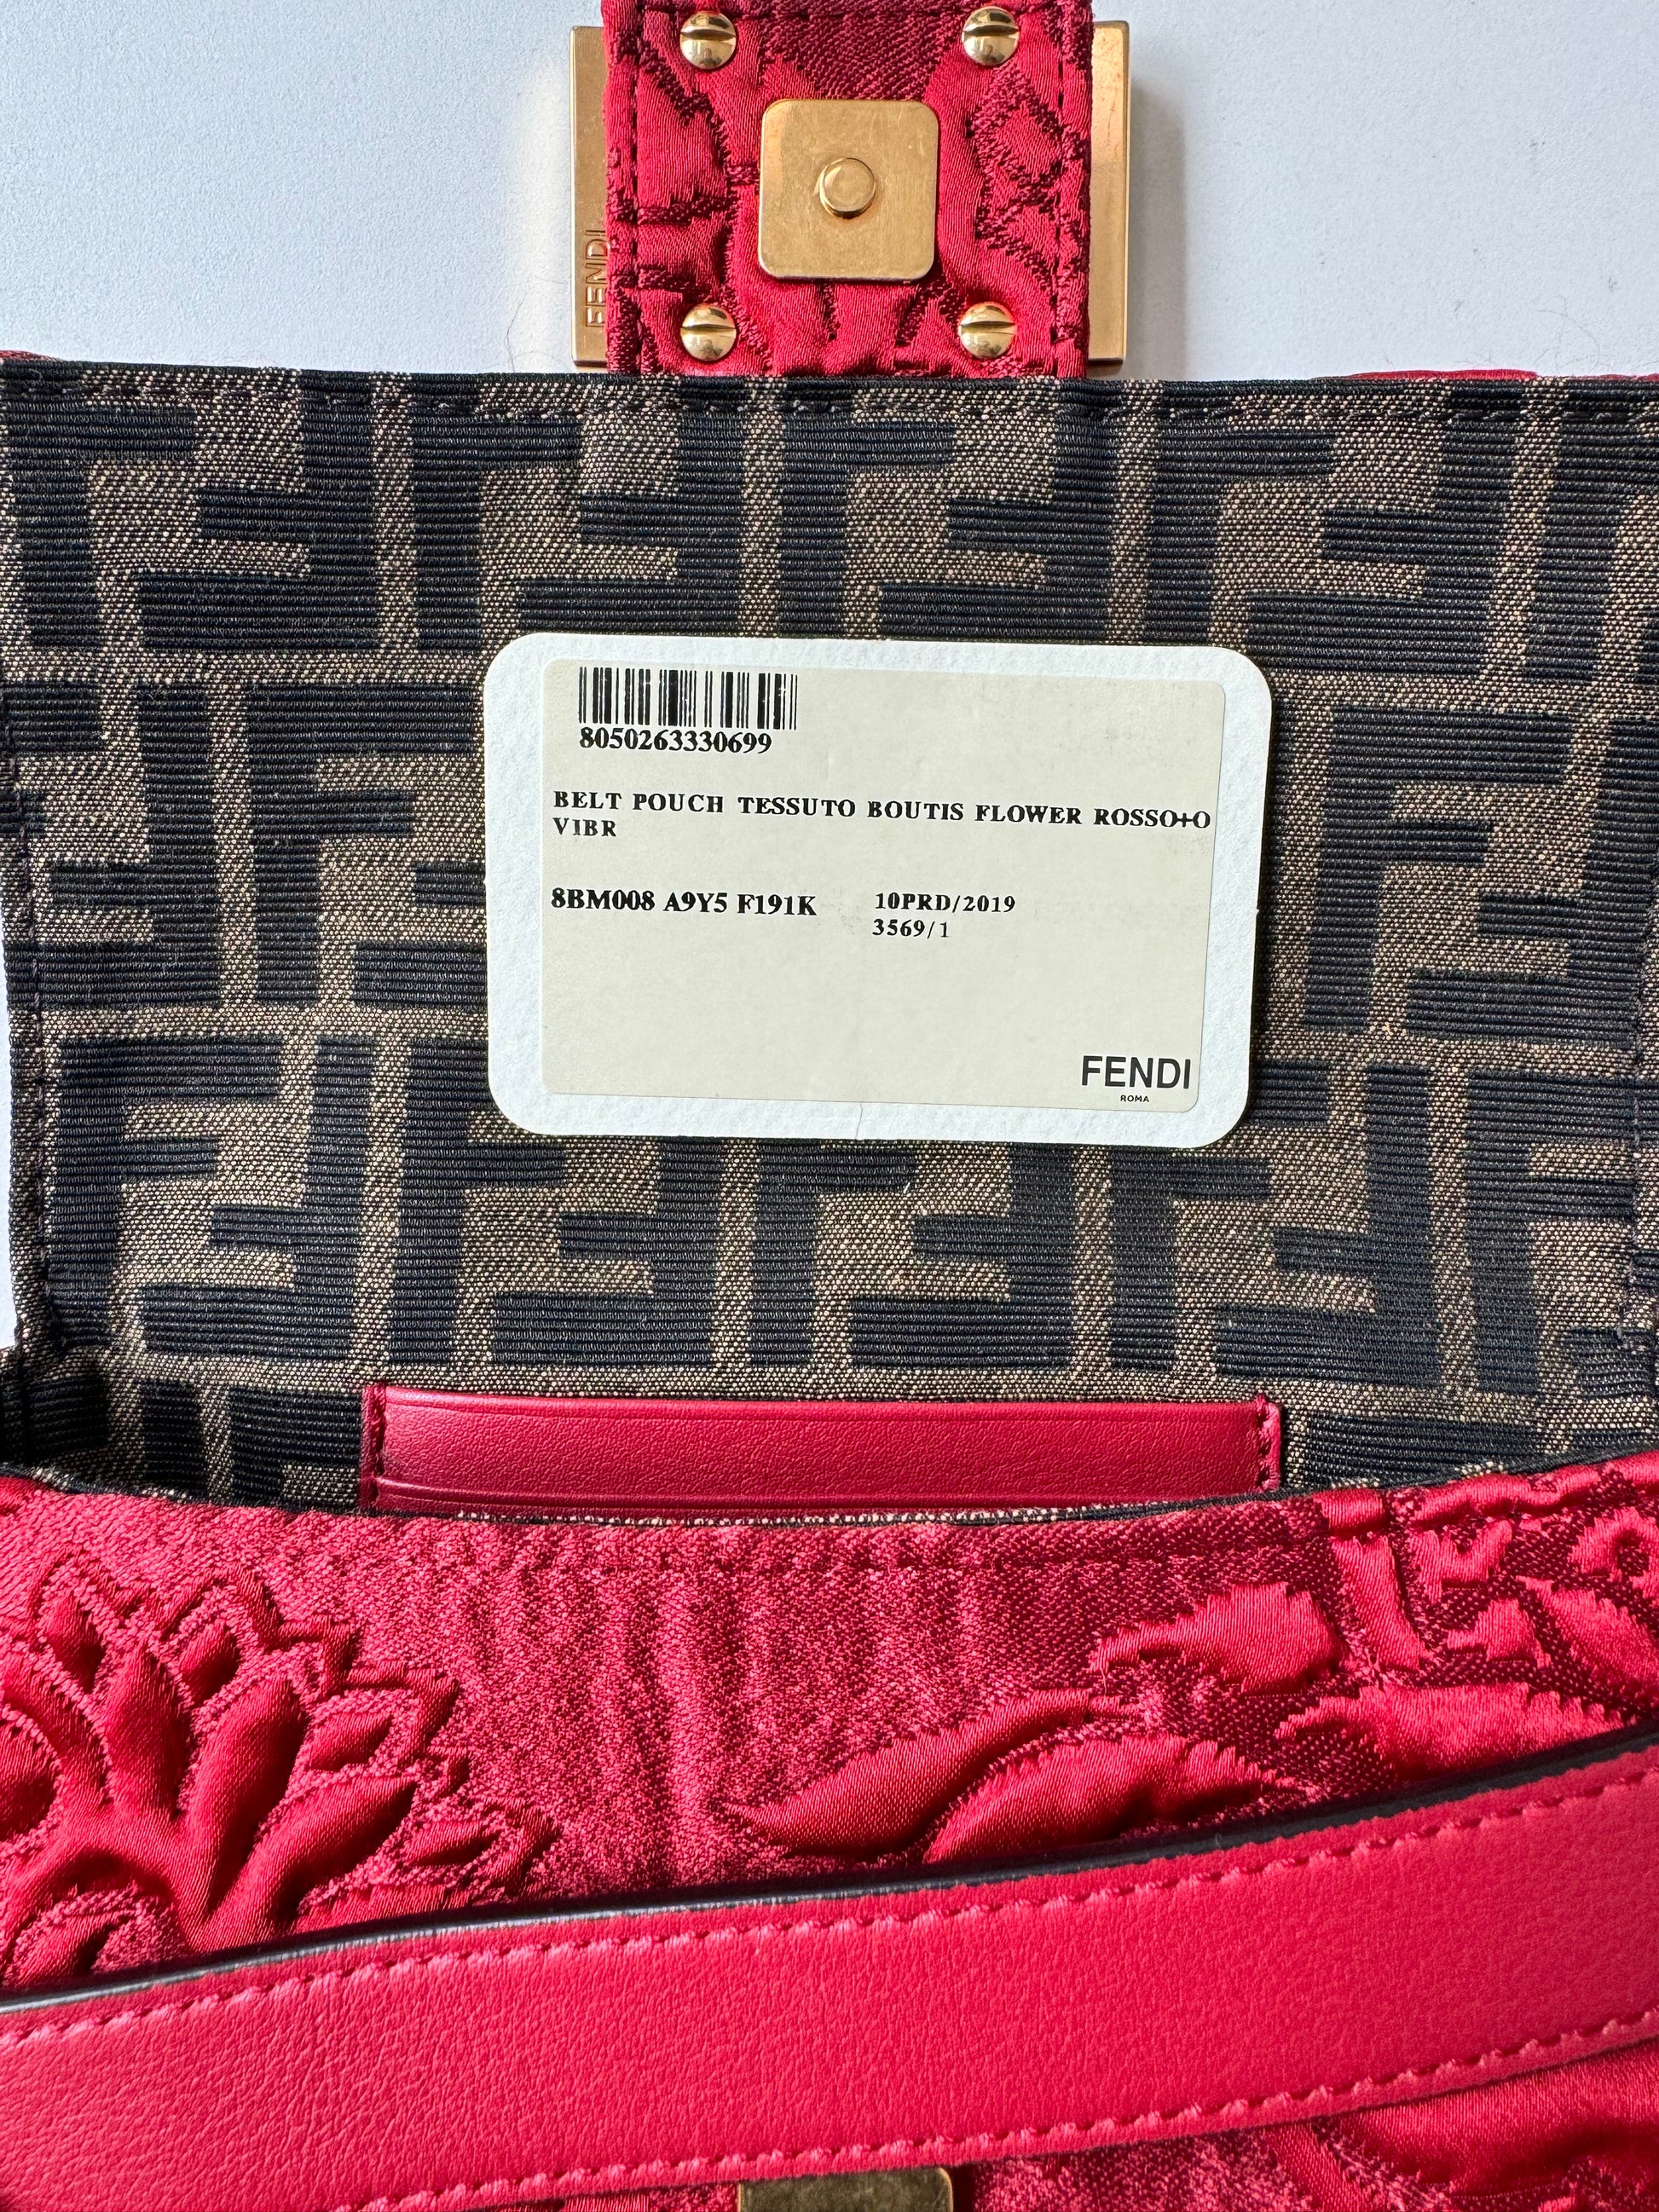 FENDI
8050263330699
BELT POUCH TESSUTO BOUTIS FLOWER ROSSO+O
VIBR
8BM008 A9Y5 F191K 10PRD/2019
3569/1
FENDI
ROMA